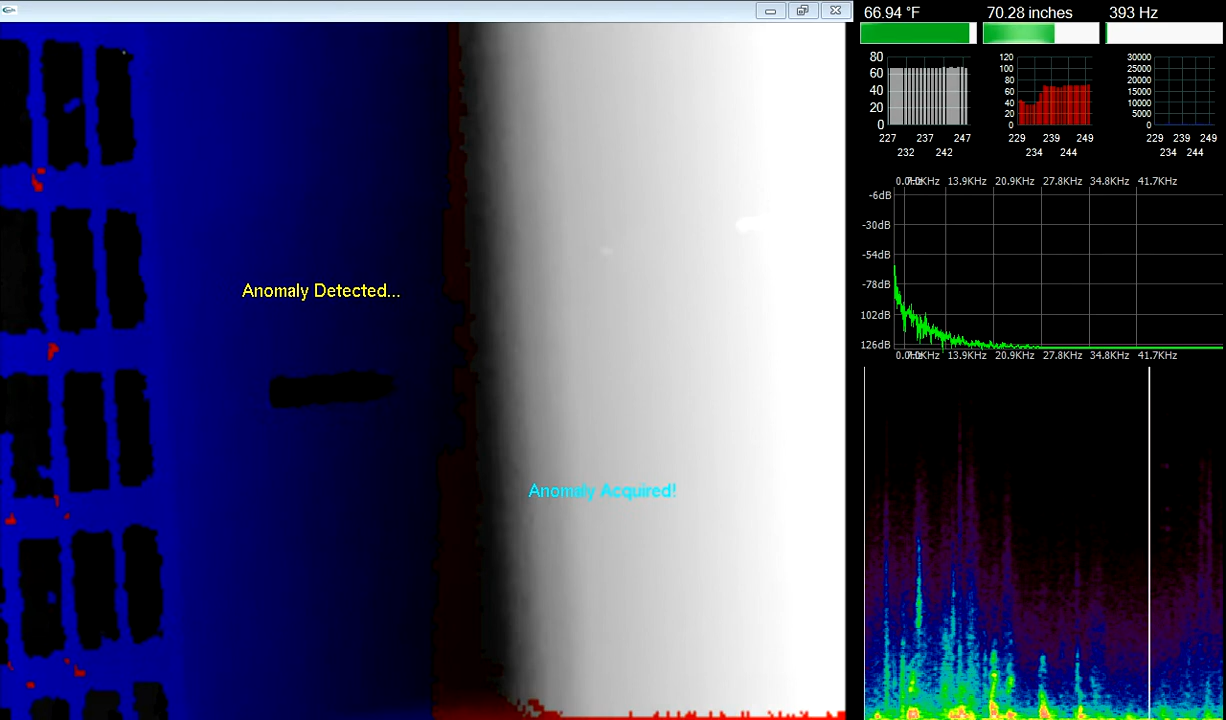 66.94 °F 70.28 inches 393 Hz
80 120 30000
100 25000
60 80 20000
40 60 15000
40 10000
20 20 5000
0 0 0
227 237 247 229 239 249 229 239 249
232 242 234 244 234 244
13.9KHz 20.9KHz 27.8KHz 34.8KHz 41.7KHz
-6dB
-30dB
-54dB
Anomaly Detected...
-78dB
102dB
126dB
13.9KHz 20.9KHz 27.8KHz 34.8KHz 41.7KHz
Anomaly Acquired!